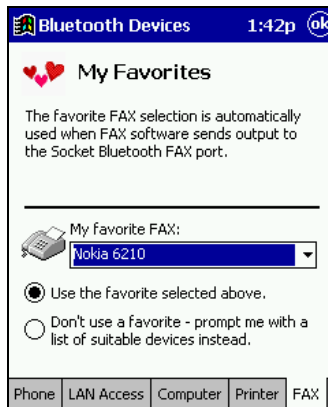 Bluetooth Devices 1:42p ok
My Favorites
The favorite FAX selection is automatically
used when FAX software sends output to
the Socket Bluetooth FAX port.
My favorite FAX:
Nokia 6210
Use the favorite selected above.
Don't use a favorite - prompt me with a
list of suitable devices instead.
Phone LAN Access Computer Printer FAX